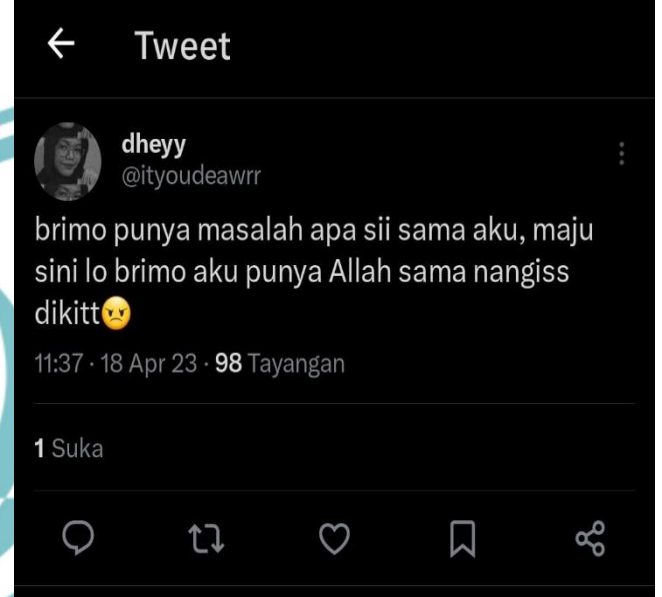 Tweet
dheyy
@ityoudeawrr
brimo punya masalah apa sii sama aku, maju
sini lo brimo aku punya Allah sama nangiss
dikitt😡
11:37 · 18 Apr 23 · 98 Tayangan
1 Suka